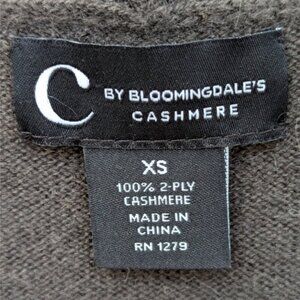 C BY BLOOMINGDALE'S
CASHMERE
XS
100% 2-PLY
CASHMERE
MADE IN
CHINA
RN 1279